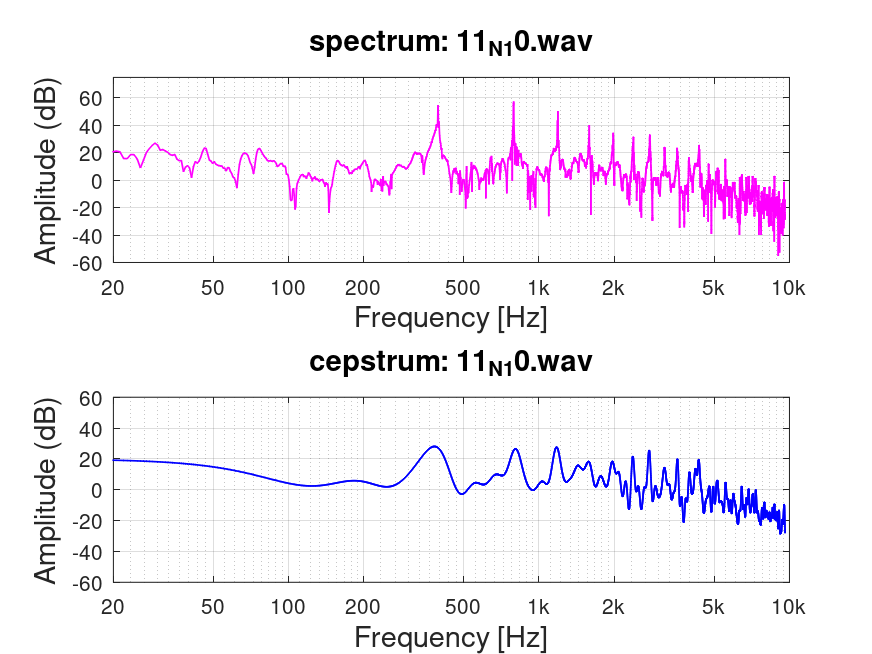 spectrum: 11N10.wav
Amplitude (dB)
60
40
20
0
-20
-40
-60
20 50 100 200 500 1k 2k 5k 10k
Frequency [Hz]
cepstrum: 11N10.wav
Amplitude (dB)
60
40
20
0
-20
-40
-60
20 50 100 200 500 1k 2k 5k 10k
Frequency [Hz]